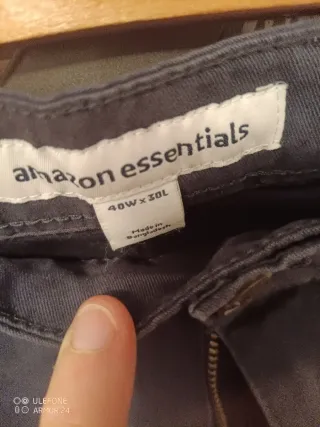 amazon essentials
40W x 30L
Made in
Bangladesh
ULEFONE
ARMOR 24